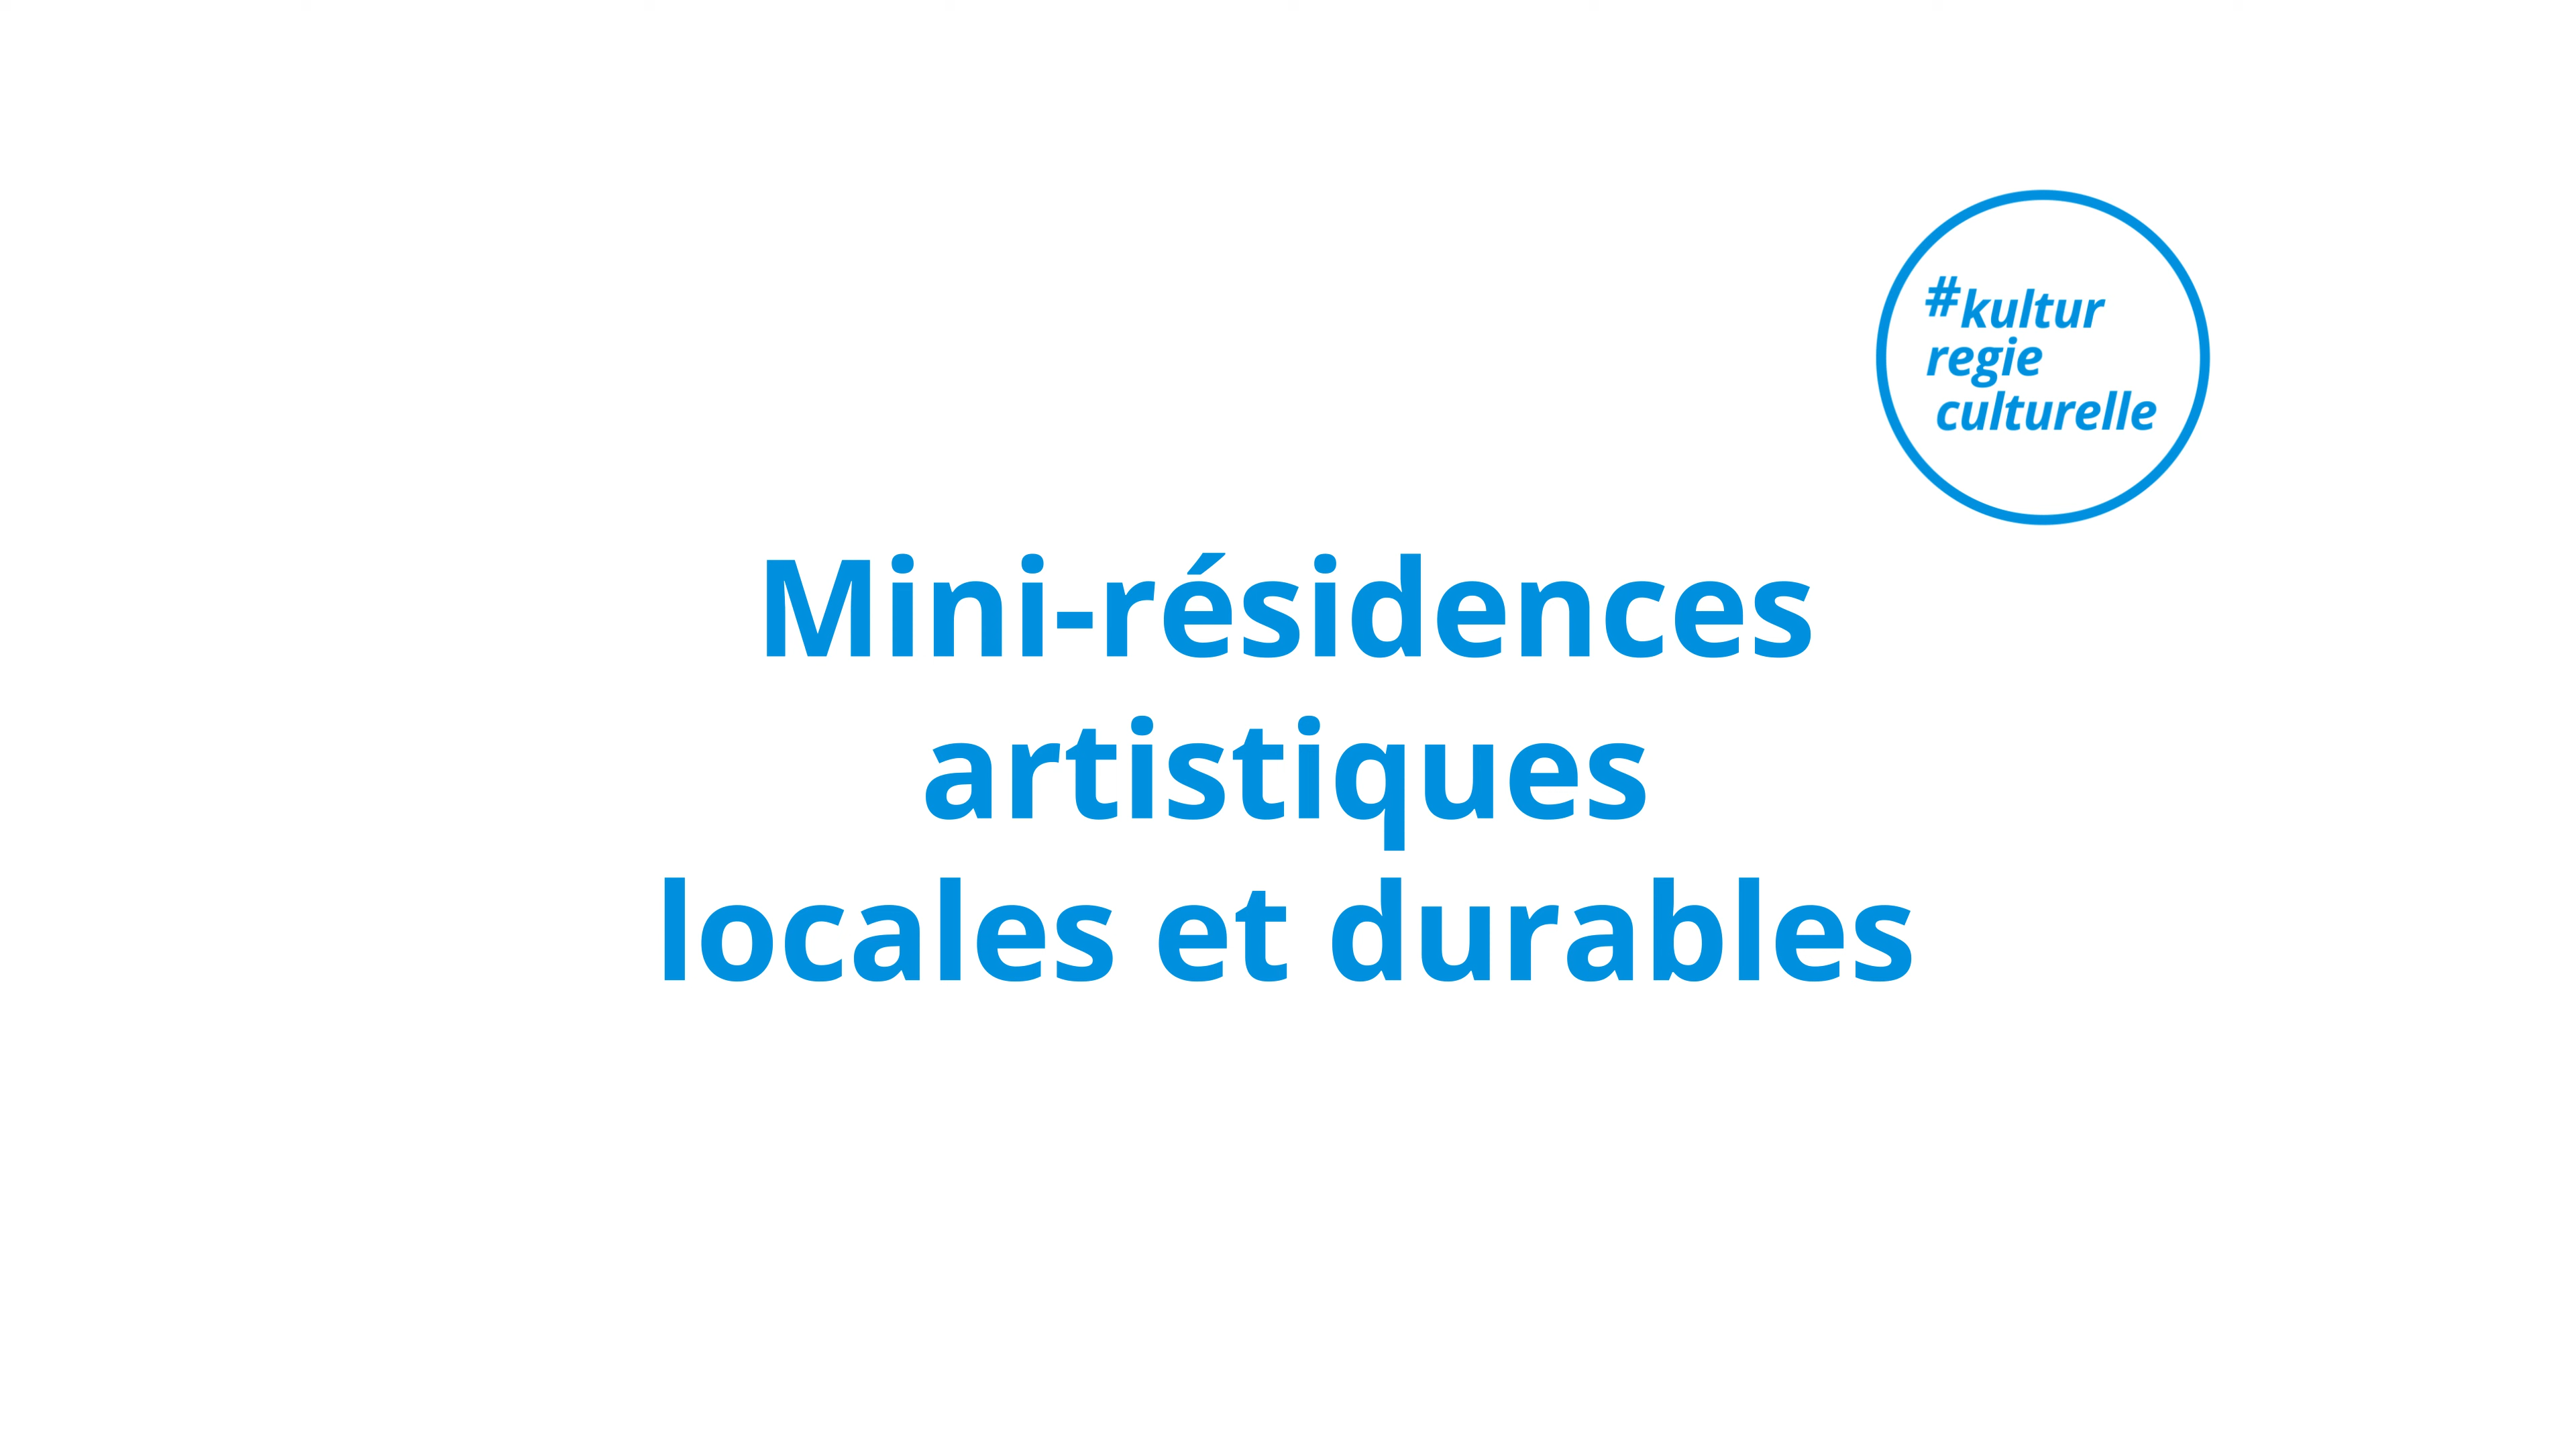 #kultur
regie
culturelle
Mini-résidences
artistiques
locales et durables